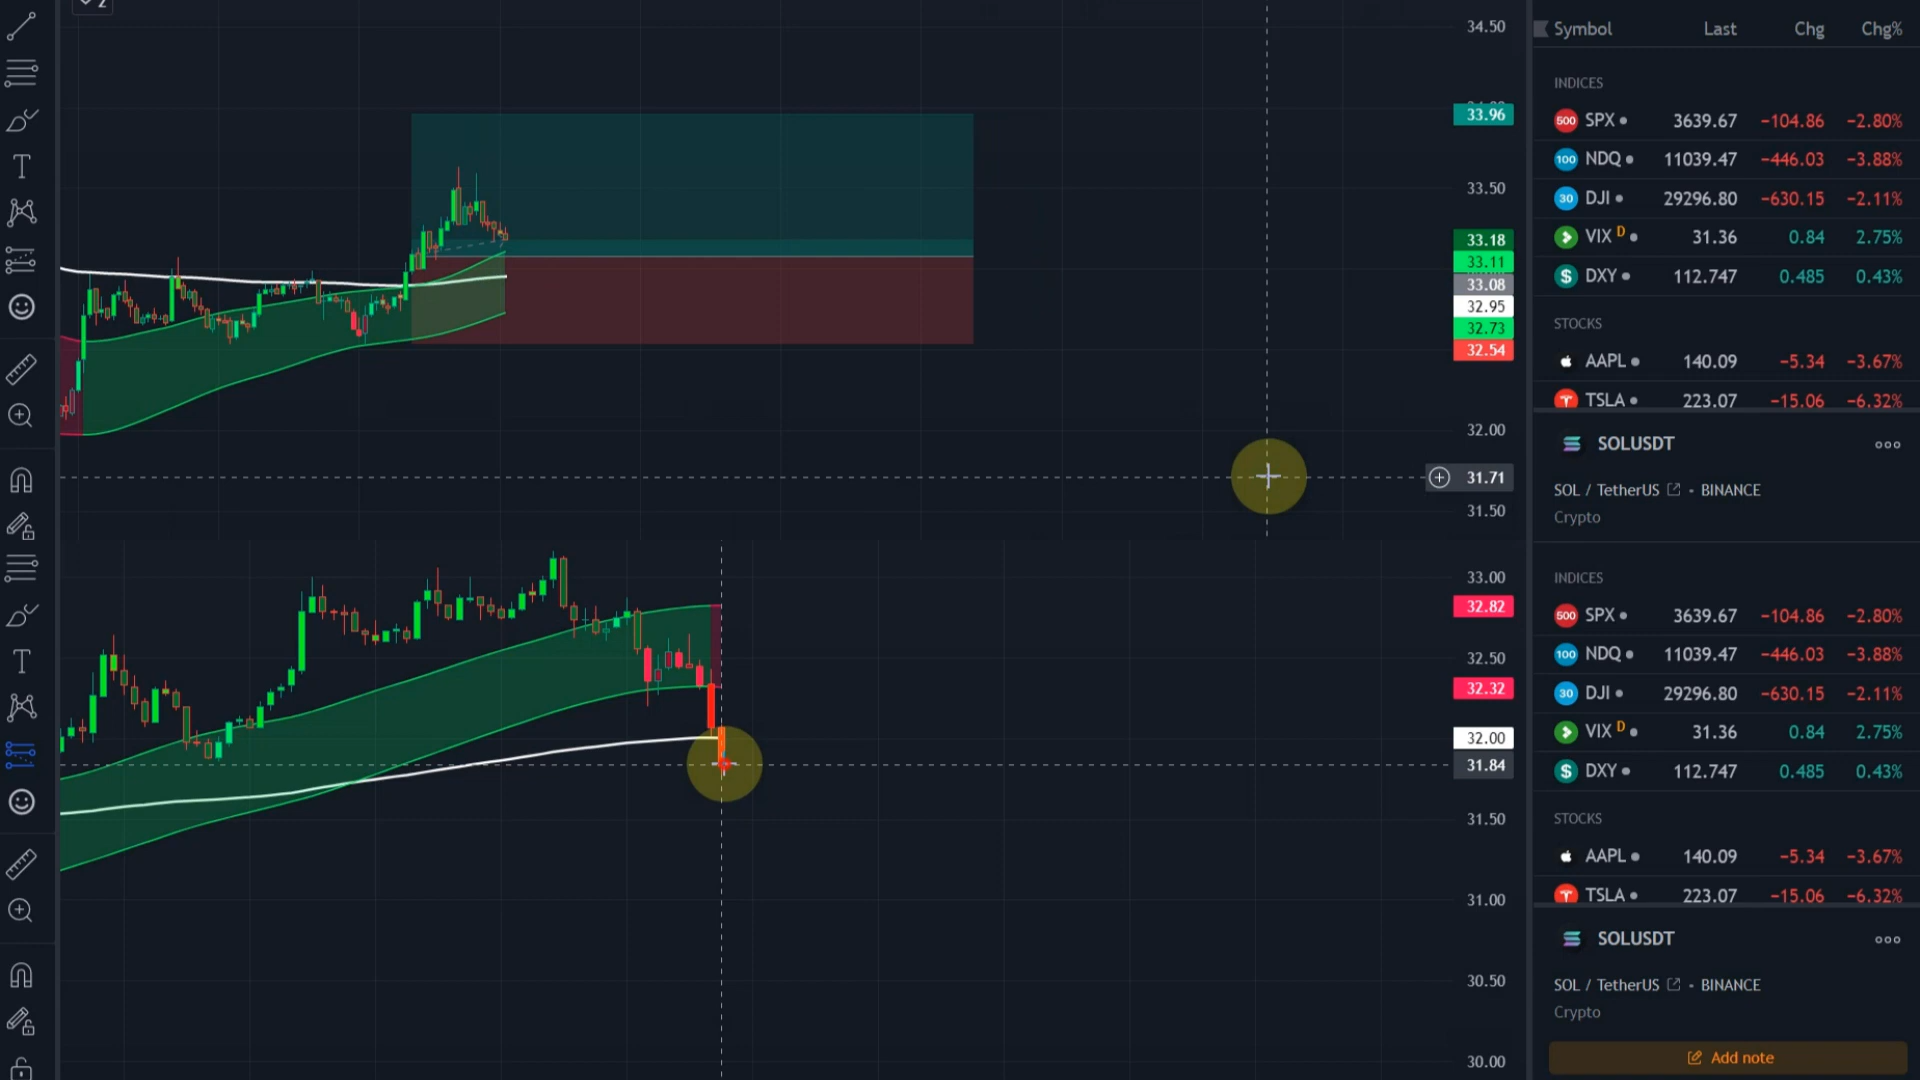 2
34.50
33.96
33.50
33.18
33.11
33.08
32.95
32.73
32.54
32.00
31.71
31.50
Symbol Last Chg Chg%
INDICES
500 SPX 3639.67 −104.86 −2.80%
100 NDQ 11039.47 −446.03 −3.88%
30 DJI 29296.80 −630.15 −2.11%
VIX D 31.36 0.84 2.75%
$ DXY 112.747 0.485 0.43%
STOCKS
AAPL 140.09 −5.34 −3.67%
TSLA 223.07 −15.06 −6.32%
SOLUSDT
SOL / TetherUS • BINANCE
Crypto
33.00
32.82
32.50
32.32
32.00
31.84
31.50
31.00
30.50
30.00
INDICES
500 SPX 3639.67 −104.86 −2.80%
100 NDQ 11039.47 −446.03 −3.88%
30 DJI 29296.80 −630.15 −2.11%
VIX D 31.36 0.84 2.75%
$ DXY 112.747 0.485 0.43%
STOCKS
AAPL 140.09 −5.34 −3.67%
TSLA 223.07 −15.06 −6.32%
SOLUSDT
SOL / TetherUS • BINANCE
Crypto
Add note